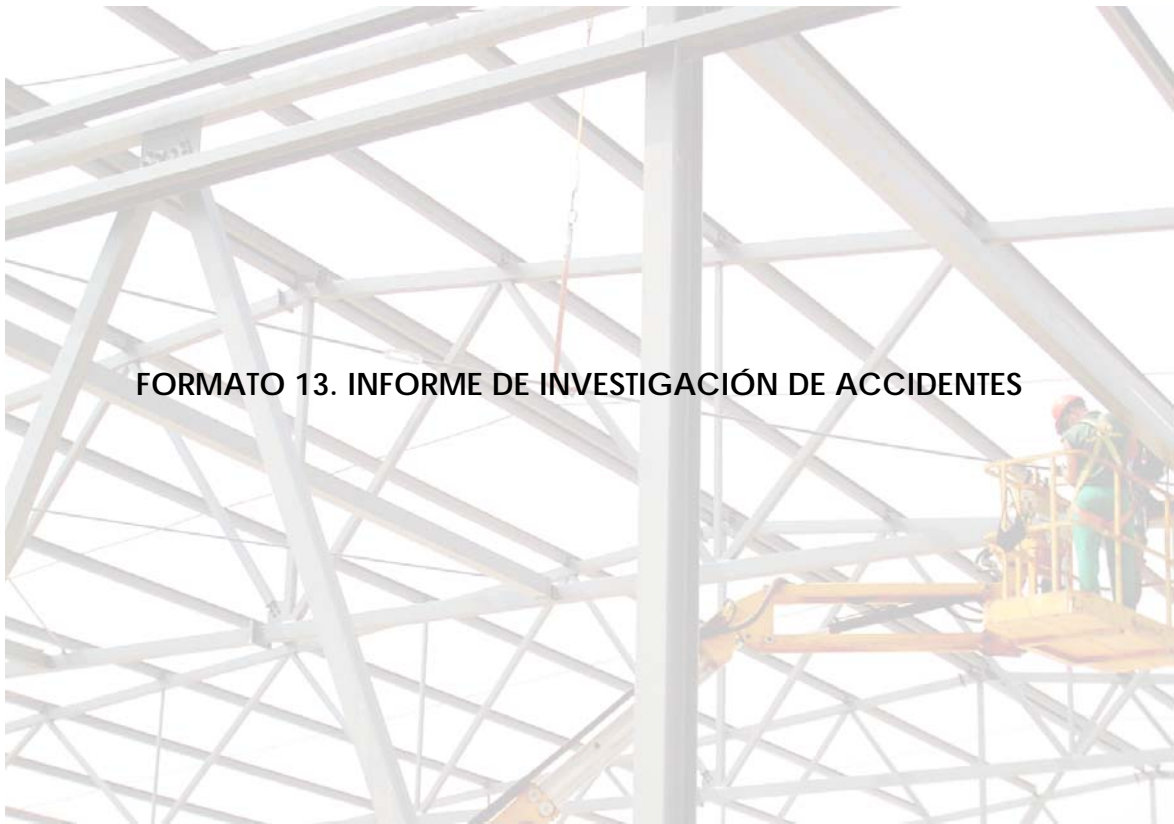 FORMATO 13. INFORME DE INVESTIGACIÓN DE ACCIDENTES